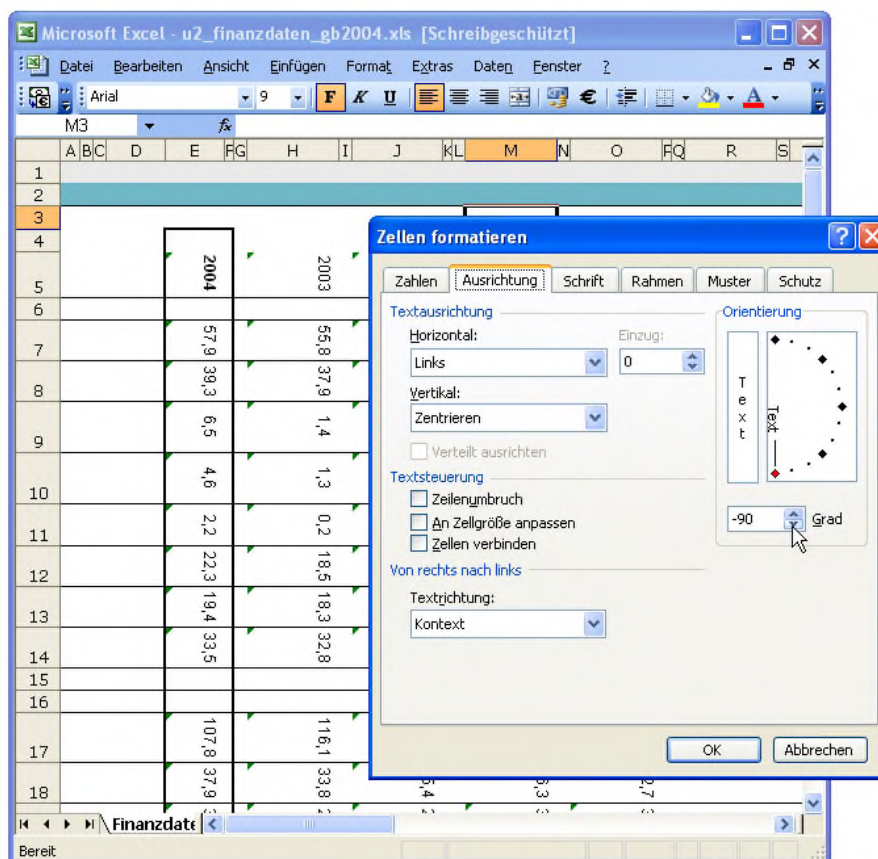 Microsoft Excel - u2_finanzdaten_gb2004.xls [Schreibgeschützt]
Datei Bearbeiten Ansicht Einfügen Format Extras Daten Fenster ?
Arial 9 F K U €
M3 fx
A B C D E F G H I J K L M N O P Q R S
1
2
3
4
5 2004 2003
6
7 57,9 55,8
8 39,3 37,9
9 6,5 1,4
10 4,6 1,3
11 2,2 0,2
12 22,3 18,5
13 19,4 18,3
14 33,5 32,8
15
16
17 107,8 116,1
18 37,9 33,8
Finanzdate
Bereit
Zellen formatieren
Zahlen Ausrichtung Schrift Rahmen Muster Schutz
Textausrichtung
Horizontal: Einzug:
Links 0
Vertikal:
Zentrieren
Verteilt ausrichten
Textsteuerung
Zeilenumbruch
An Zellgröße anpassen
Zellen verbinden
Von rechts nach links
Textrichtung:
Kontext
Orientierung
Text
Text
-90 Grad
OK Abbrechen